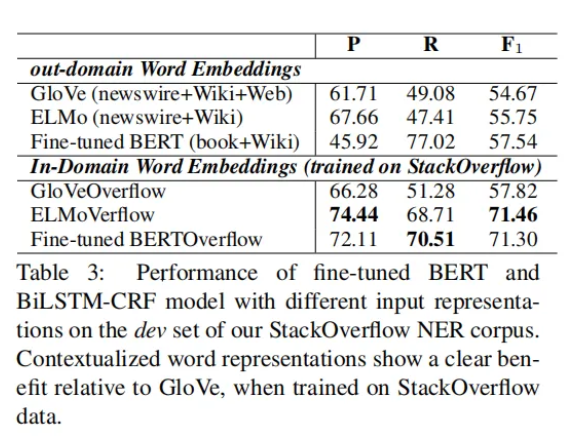 P R F1
out-domain Word Embeddings
GloVe (newswire+Wiki+Web) 61.71 49.08 54.67
ELMo (newswire+Wiki) 67.66 47.41 55.75
Fine-tuned BERT (book+Wiki) 45.92 77.02 57.54
In-Domain Word Embeddings (trained on StackOverflow)
GloVeOverflow 66.28 51.28 57.82
ELMoVerflow 74.44 68.71 71.46
Fine-tuned BERTOverflow 72.11 70.51 71.30
Table 3: Performance of fine-tuned BERT and
BiLSTM-CRF model with different input representa-
tions on the dev set of our StackOverflow NER corpus.
Contextualized word representations show a clear ben-
efit relative to GloVe, when trained on StackOverflow
data.